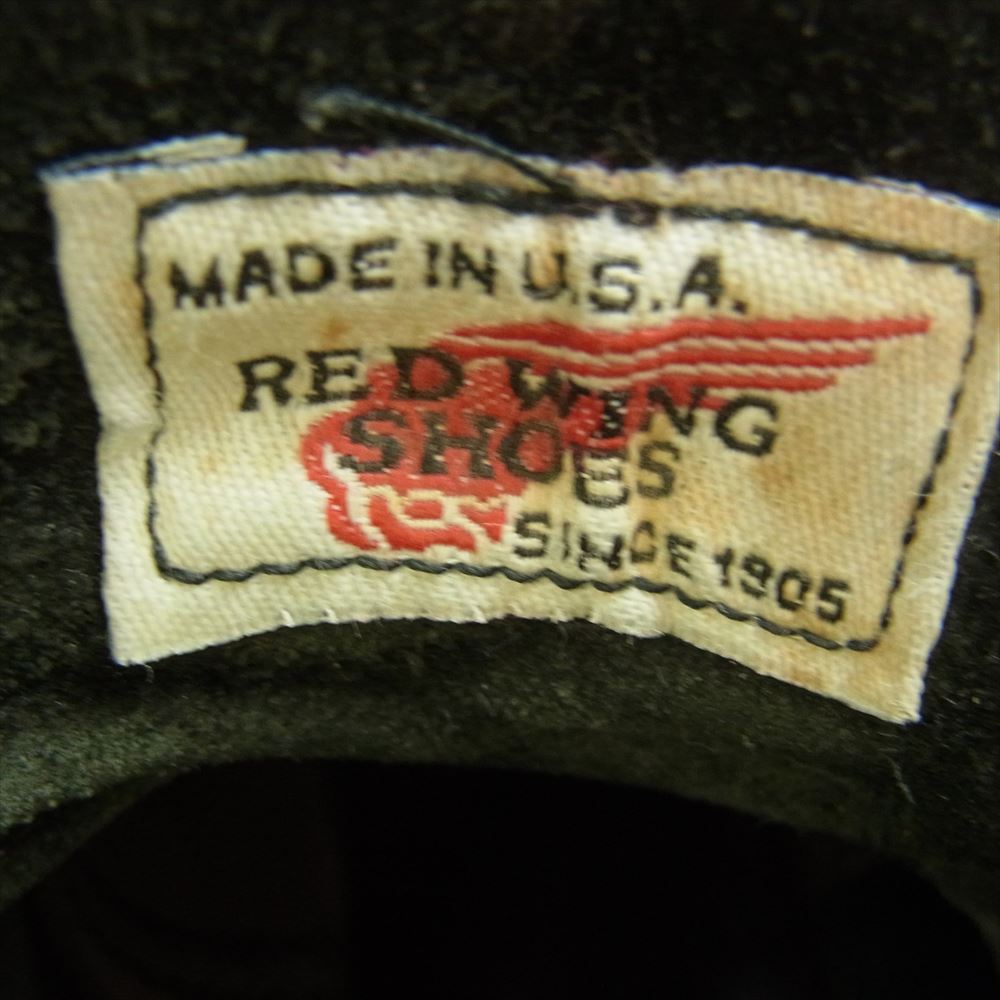 MADE IN U.S.A.
RED WING
SHOES
SINCE 1905